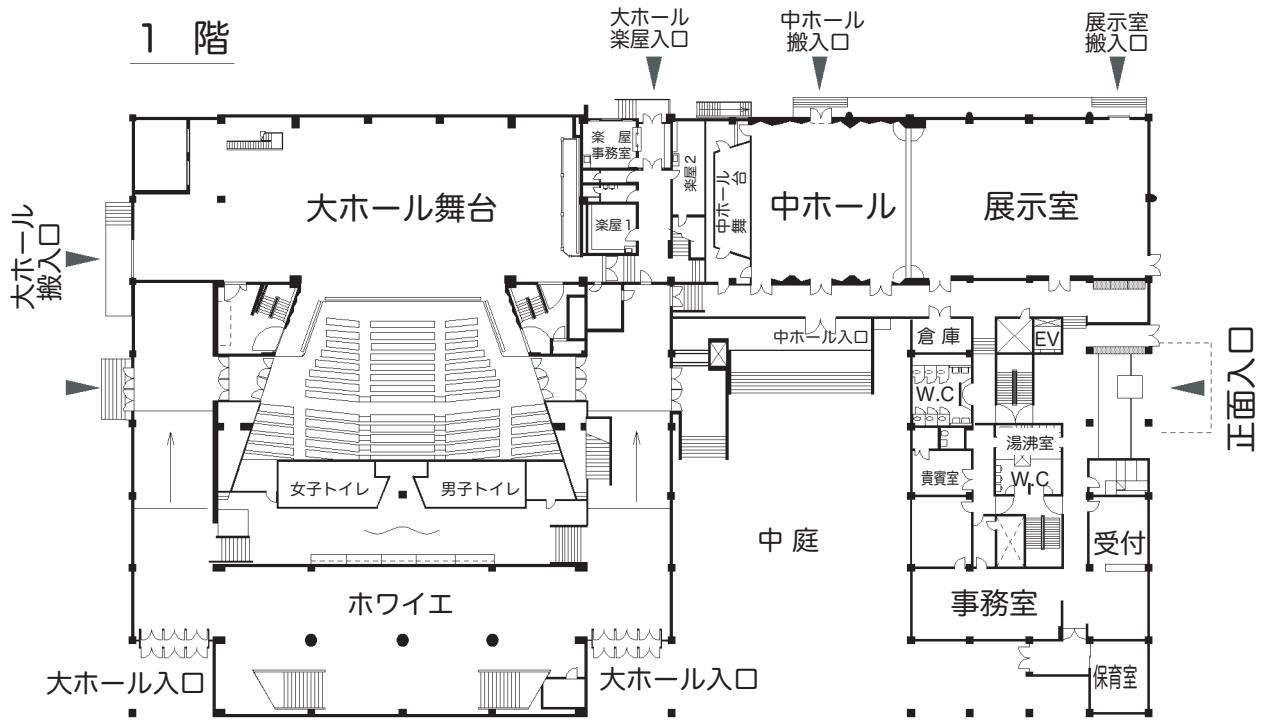 1 階
大ホール
楽屋入口
中ホール
搬入口
展示室
搬入口
楽 屋
事務室
楽屋2
楽屋1
大ホール舞台
中ホール
舞台
中ホール
展示室
大ホール
搬入口
中ホール入口
倉庫
EV
W.C
正面入口
湯沸室
貴賓室
W.C
女子トイレ
男子トイレ
中 庭
受付
ホワイエ
事務室
大ホール入口
大ホール入口
保育室